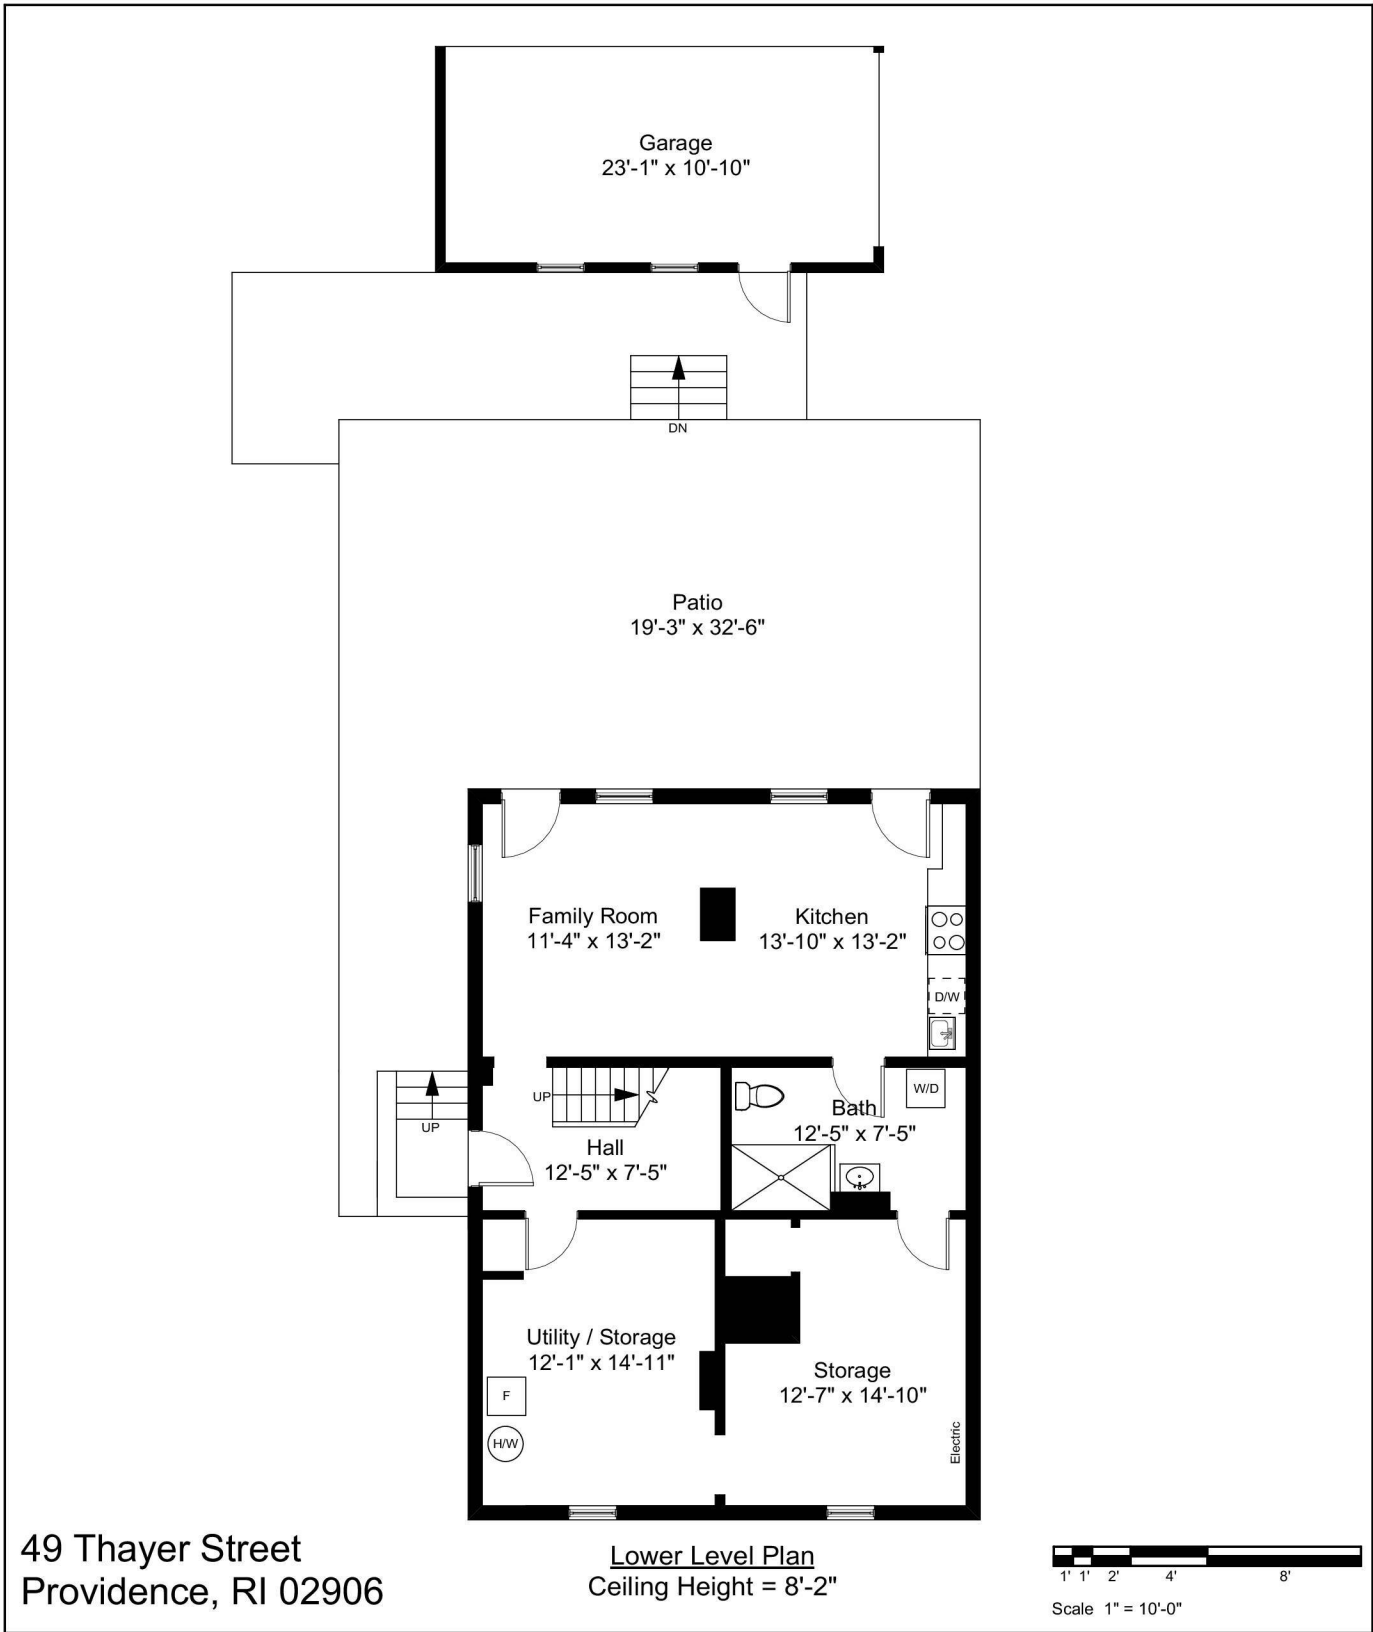 Garage
23'-1" x 10'-10"
DN
Patio
19'-3" x 32'-6"
Family Room
11'-4" x 13'-2"
Kitchen
13'-10" x 13'-2"
D/W
UP
UP
Hall
12'-5" x 7'-5"
Bath
12'-5" x 7'-5"
W/D
Utility / Storage
12'-1" x 14'-11"
F
H/W
Storage
12'-7" x 14'-10"
Electric
49 Thayer Street
Providence, RI 02906
Lower Level Plan
Ceiling Height = 8'-2"
1' 1' 2' 4' 8'
Scale 1" = 10'-0"